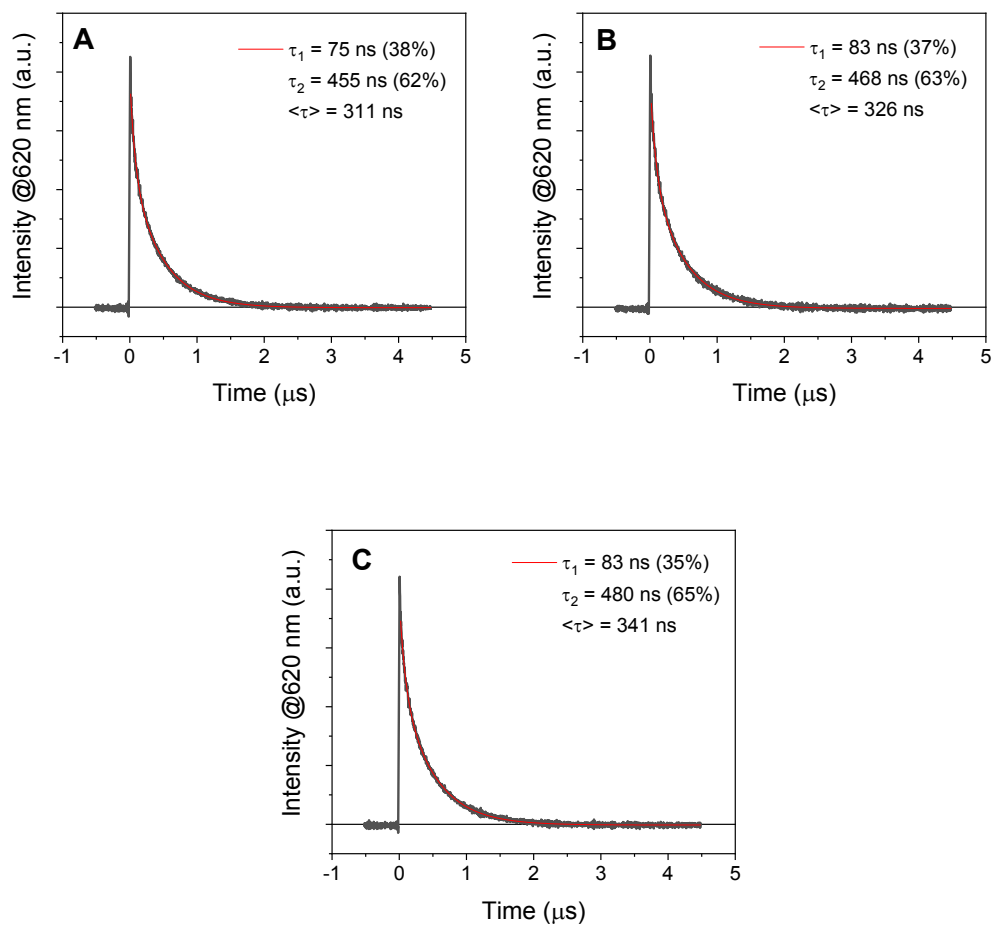 A
τ1 = 75 ns (38%)
τ2 = 455 ns (62%)
<τ> = 311 ns
Intensity @620 nm (a.u.)
-1 0 1 2 3 4 5
Time (μs)
B
τ1 = 83 ns (37%)
τ2 = 468 ns (63%)
<τ> = 326 ns
Intensity @620 nm (a.u.)
-1 0 1 2 3 4 5
Time (μs)
C
τ1 = 83 ns (35%)
τ2 = 480 ns (65%)
<τ> = 341 ns
Intensity @620 nm (a.u.)
-1 0 1 2 3 4 5
Time (μs)